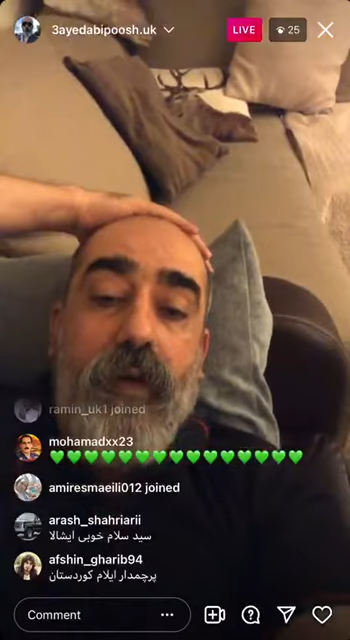 3ayedabipoosh.uk
LIVE
25
ramin_uk1 joined
mohamadxx23
💚💚💚💚💚💚💚💚💚💚💚💚💚💚💚
amiresmaeili012 joined
arash_shahriarii
سید سلام خوبی ایشالا
afshin_gharib94
پرچمدار ایلام کوردستان
Comment